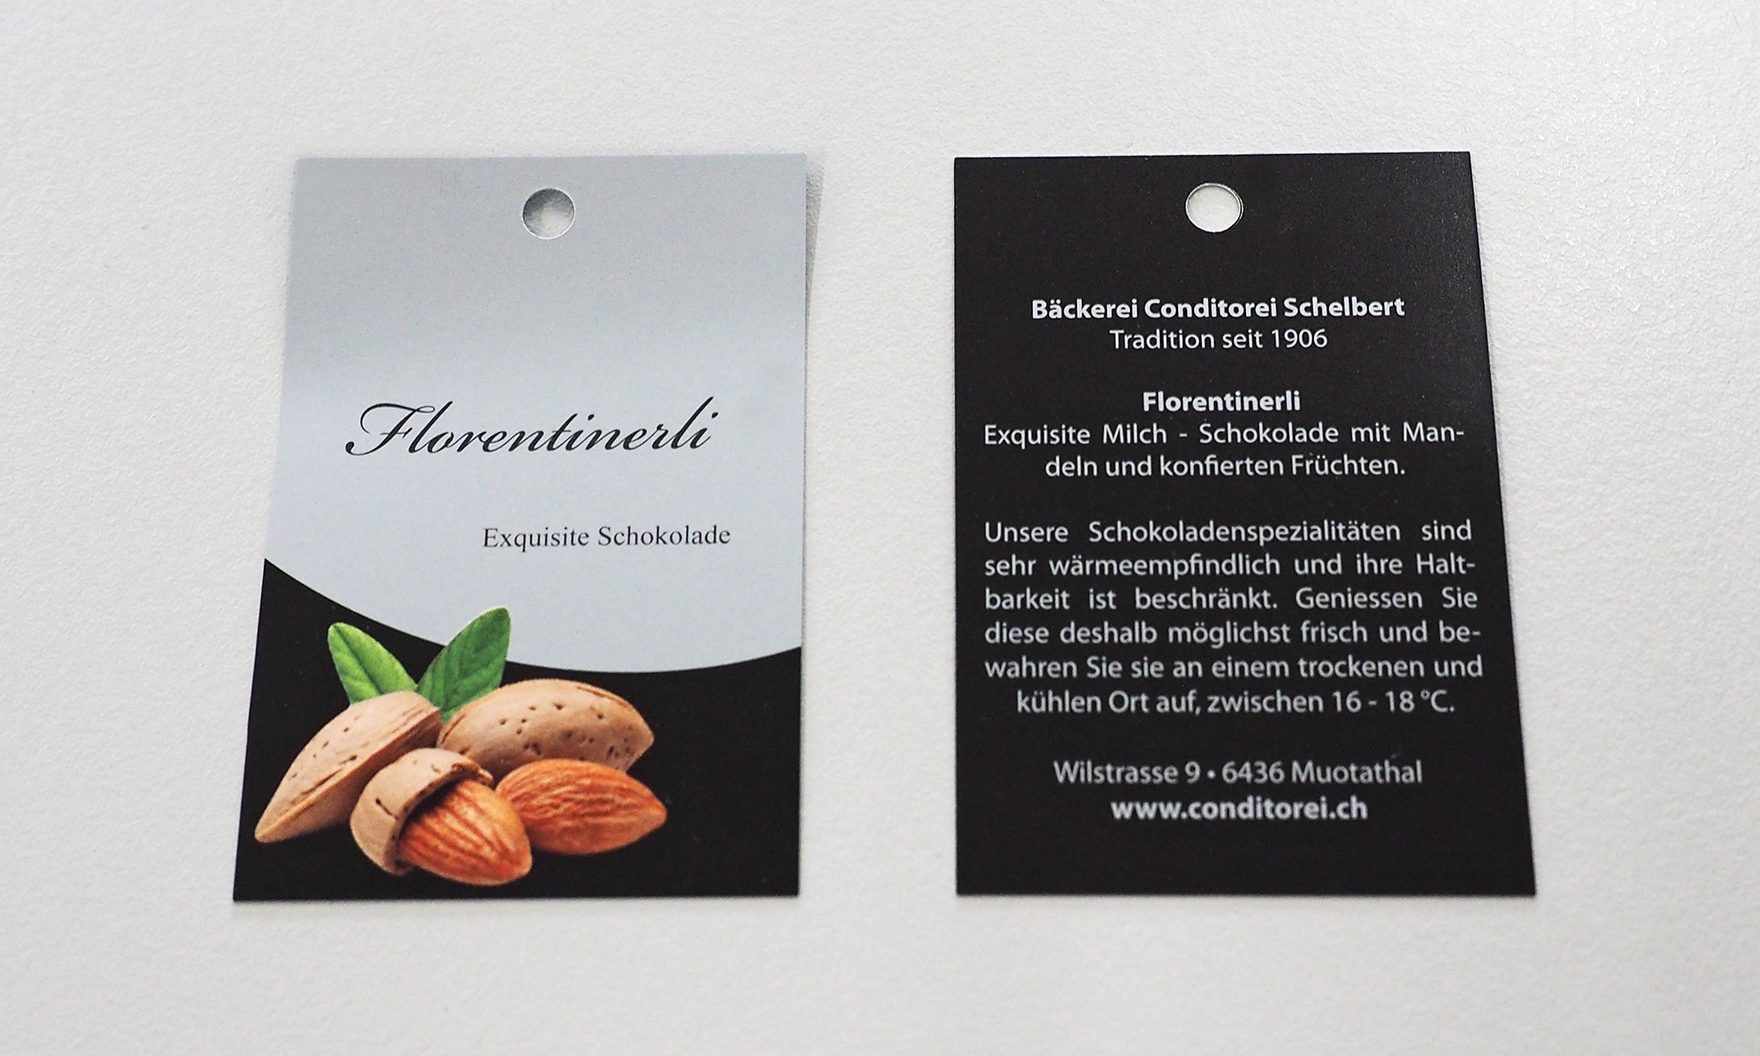 Florentinerli
Exquisite Schokolade
Bäckerei Conditorei Schelbert
Tradition seit 1906
Florentinerli
Exquisite Milch - Schokolade mit Man-
deln und konfierten Früchten.
Unsere Schokoladenspezialitäten sind
sehr wärmeempfindlich und ihre Halt-
barkeit ist beschränkt. Geniessen Sie
diese deshalb möglichst frisch und be-
wahren Sie sie an einem trockenen und
kühlen Ort auf, zwischen 16 - 18 °C.
Wilstrasse 9 • 6436 Muotathal
www.conditorei.ch